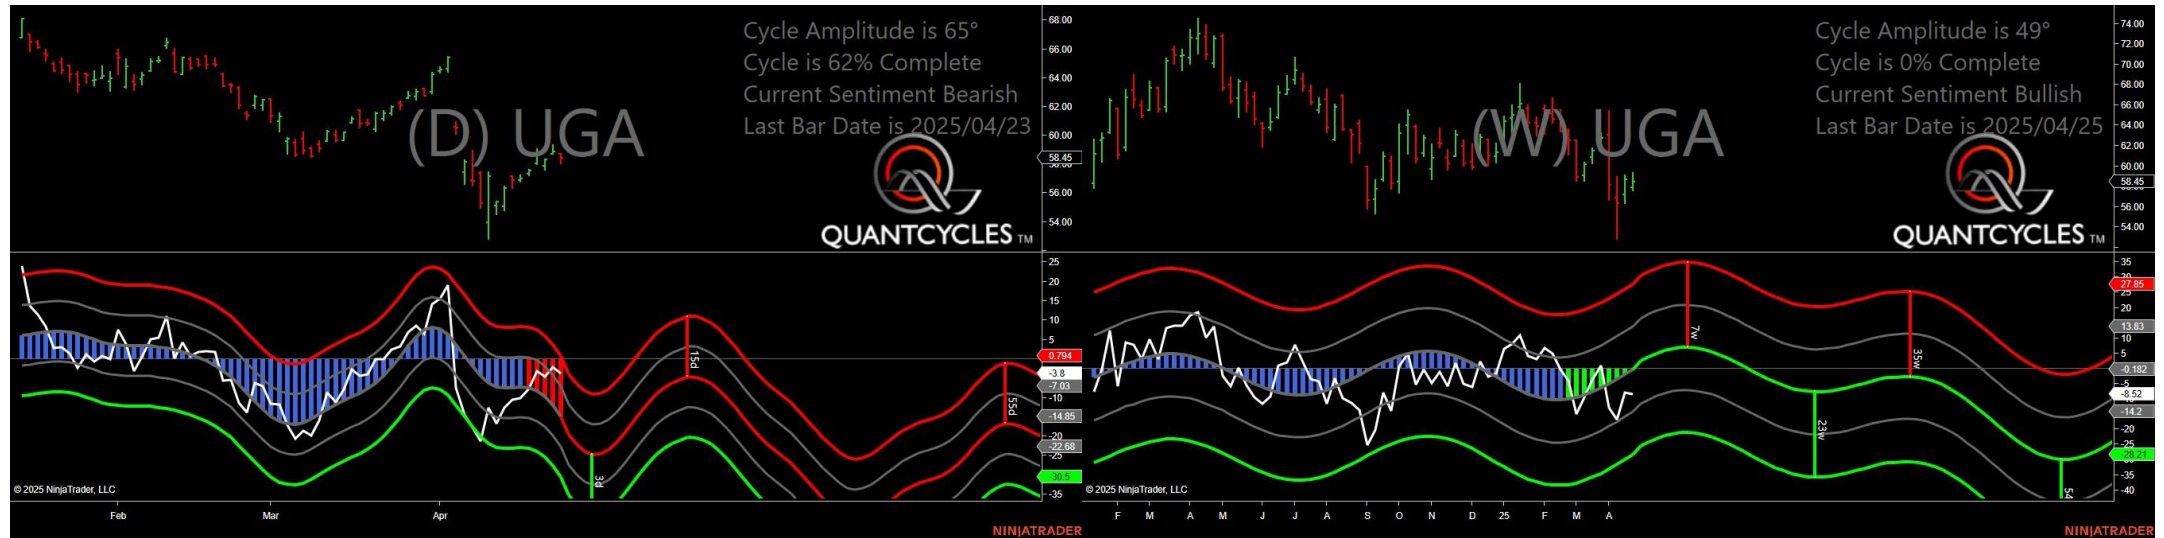 Cycle Amplitude is 65°
Cycle is 62% Complete
Current Sentiment Bearish
Last Bar Date is 2025/04/23
(D) UGA
QUANTCYCLES TM
68.00
66.00
64.00
62.00
60.00
58.45
56.00
54.00
25
20
15
10
5
0.794
-3.8
-7.03
-10
-14.85
-20
-22.68
-25
-30.5
-35
15d
55d
3d
© 2025 NinjaTrader, LLC
Feb Mar Apr
NINJATRADER
Cycle Amplitude is 49°
Cycle is 0% Complete
Current Sentiment Bullish
Last Bar Date is 2025/04/25
(W) UGA
QUANTCYCLES TM
74.00
72.00
70.00
68.00
66.00
64.00
62.00
60.00
58.45
56.00
54.00
35
27.85
25
20
13.83
10
5
-0.182
-5
-8.52
-14.2
-20
-25
-28.21
-35
-40
7w
35w
23w
54
© 2025 NinjaTrader, LLC
F M A M J J A S O N D 25 F M A
NINJATRADER